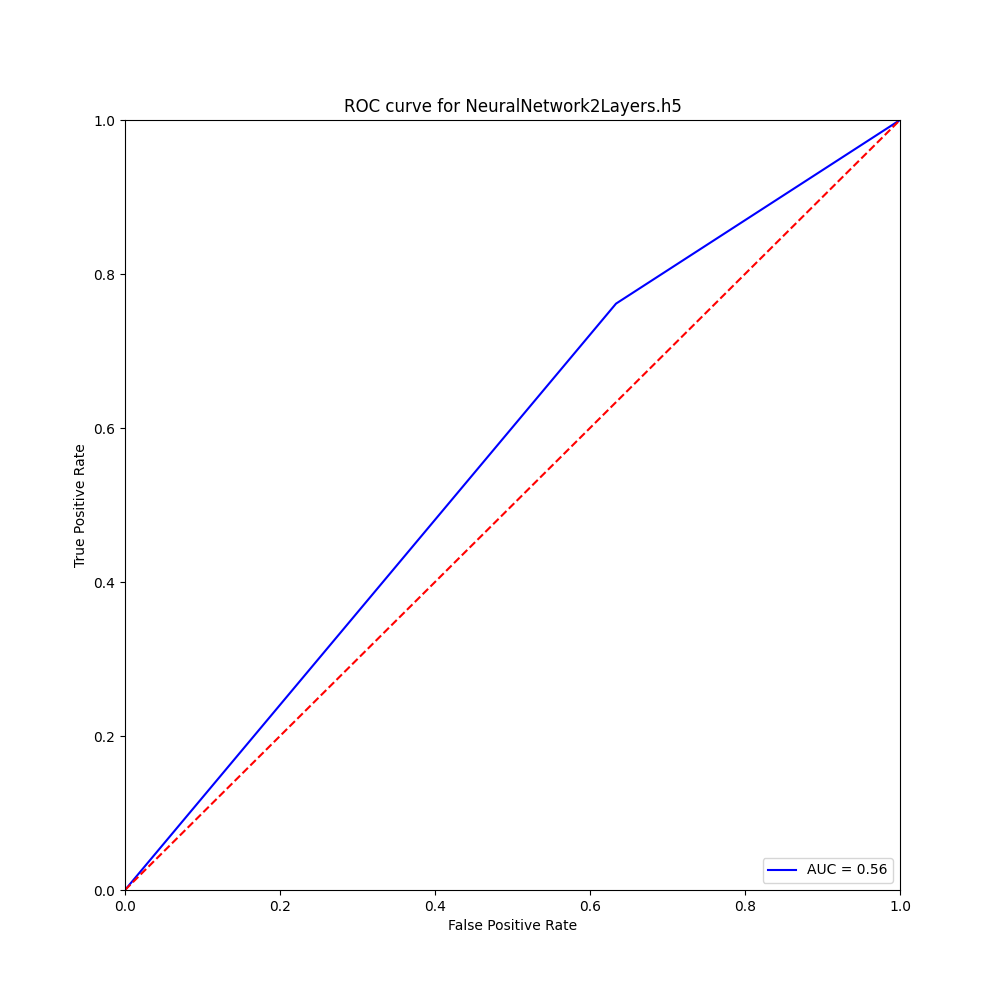 ROC curve for NeuralNetwork2Layers.h5
1.0
0.8
0.6
0.4
0.2
0.0
True Positive Rate
AUC = 0.56
0.0 0.2 0.4 0.6 0.8 1.0
False Positive Rate